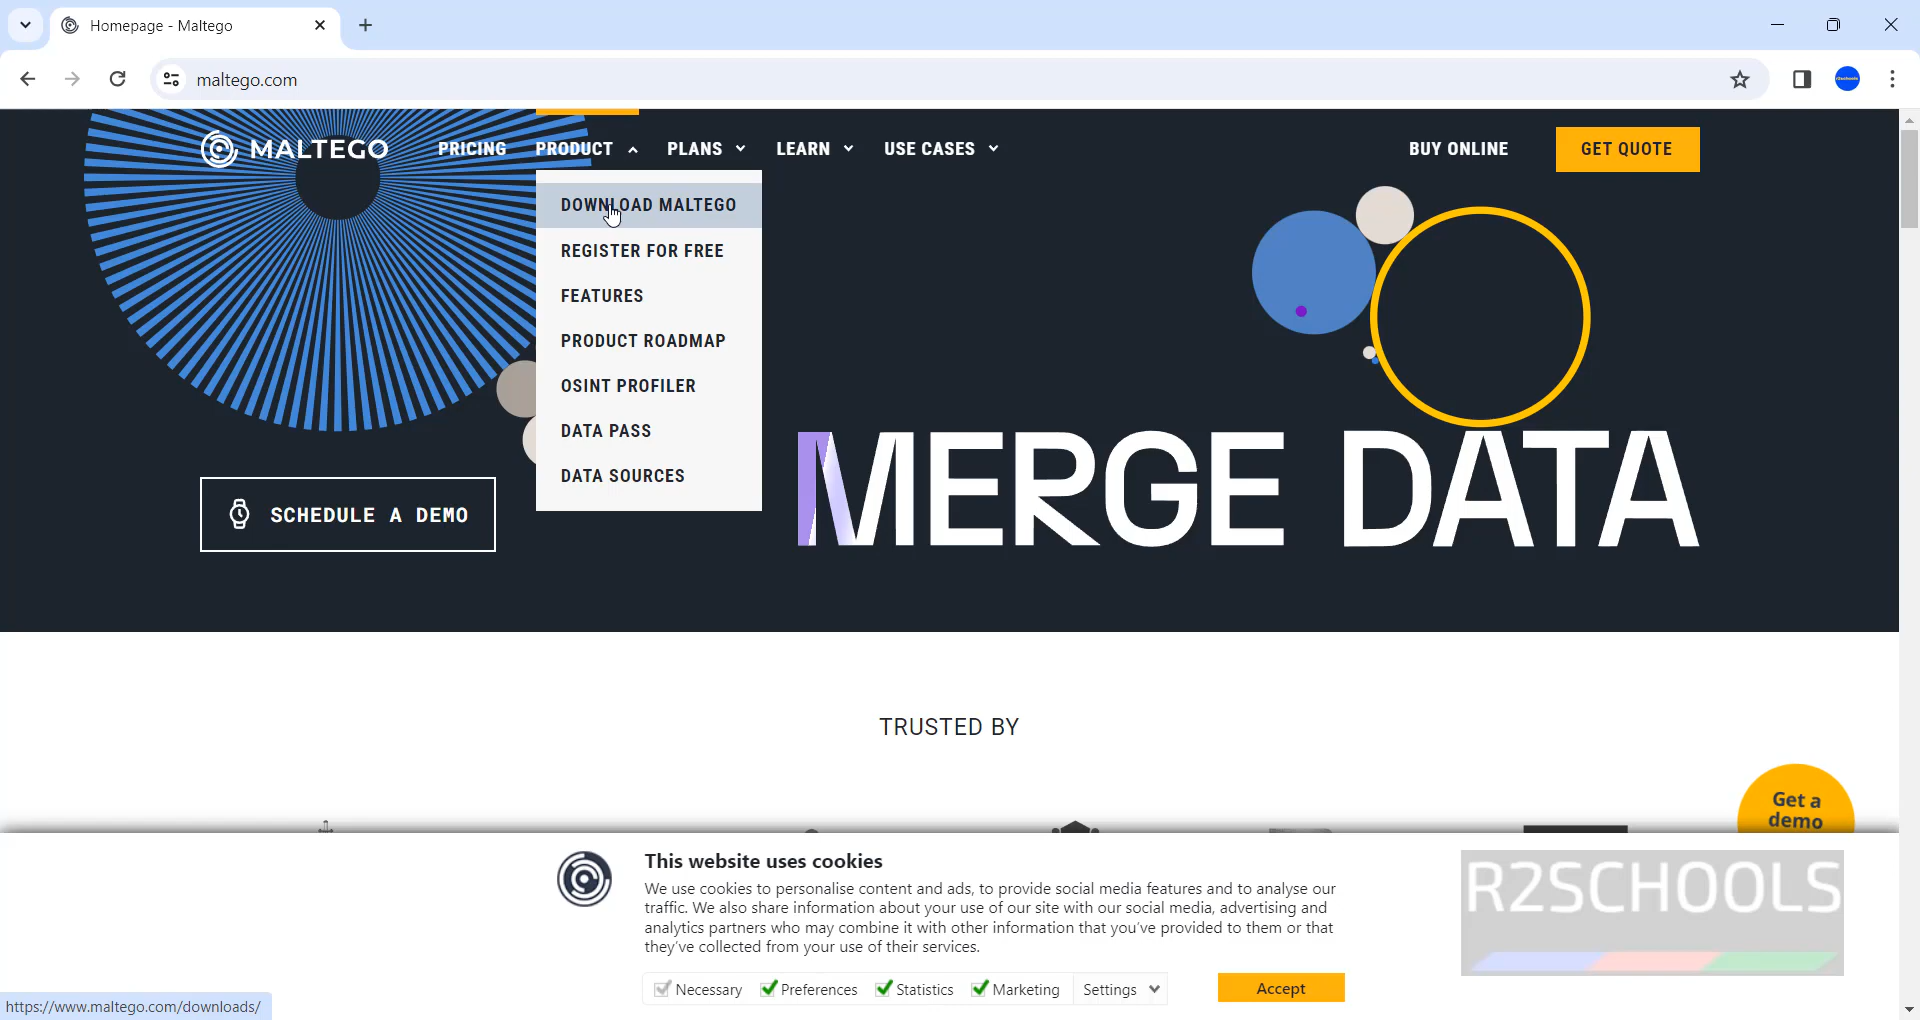 Homepage - Maltego
maltego.com
MALTEGO
PRICING
PRODUCT
PLANS
LEARN
USE CASES
BUY ONLINE
GET QUOTE
DOWNLOAD MALTEGO
REGISTER FOR FREE
FEATURES
PRODUCT ROADMAP
OSINT PROFILER
DATA PASS
DATA SOURCES
SCHEDULE A DEMO
MERGE DATA
TRUSTED BY
Get a
demo
This website uses cookies
We use cookies to personalise content and ads, to provide social media features and to analyse our
traffic. We also share information about your use of our site with our social media, advertising and
analytics partners who may combine it with other information that you've provided to them or that
they've collected from your use of their services.
Necessary
Preferences
Statistics
Marketing
Settings
Accept
R2SCHOOLS
https://www.maltego.com/downloads/